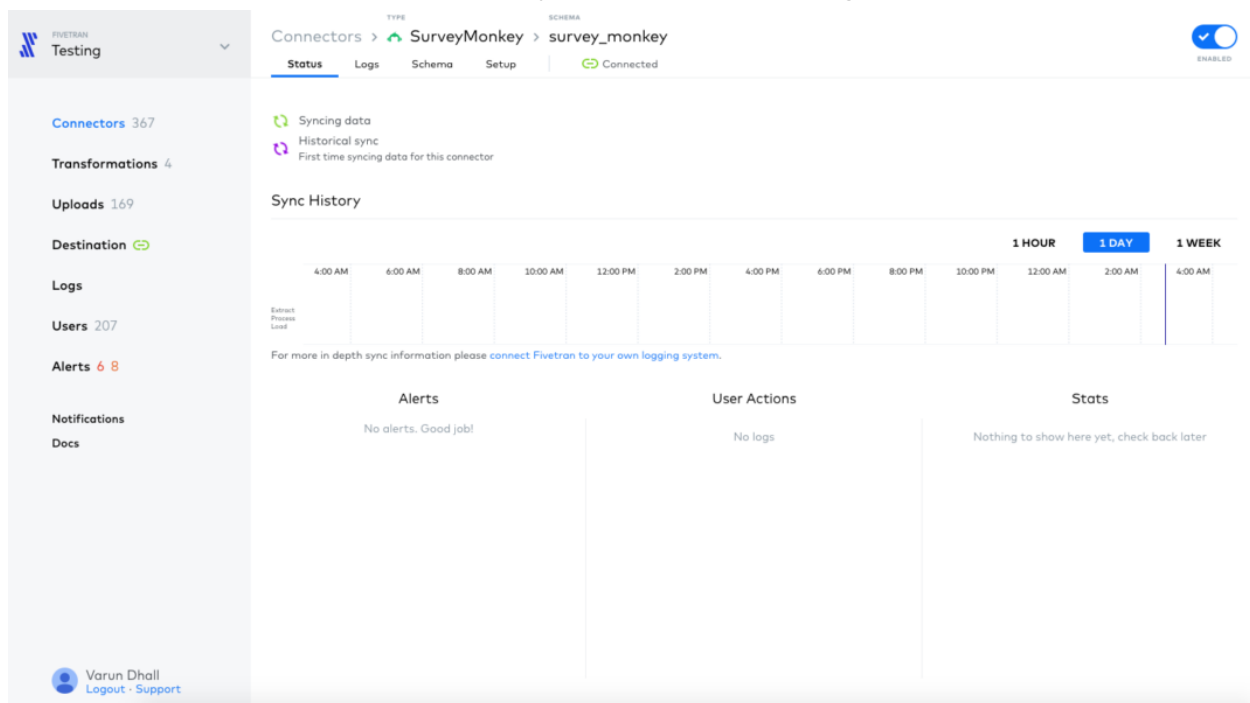 FIVETRAN
Testing
Connectors 367
Transformations 4
Uploads 169
Destination
Logs
Users 207
Alerts 6 8
Notifications
Docs
Varun Dhall
Logout · Support
TYPE SCHEMA
Connectors > SurveyMonkey > survey_monkey
ENABLED
Status Logs Schema Setup Connected
Syncing data
Historical sync
First time syncing data for this connector
Sync History
1 HOUR 1 DAY 1 WEEK
4:00 AM 6:00 AM 8:00 AM 10:00 AM 12:00 PM 2:00 PM 4:00 PM 6:00 PM 8:00 PM 10:00 PM 12:00 AM 2:00 AM 4:00 AM
Extract
Process
Load
For more in depth sync information please connect Fivetran to your own logging system.
Alerts
No alerts. Good job!
User Actions
No logs
Stats
Nothing to show here yet, check back later